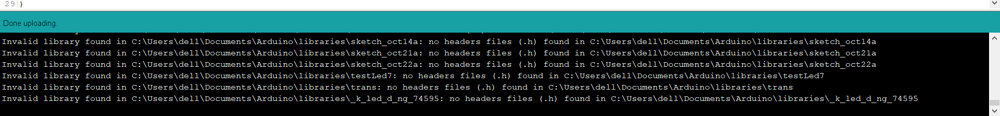 29 }
Done uploading.
Invalid library found in C:\Users\dell\Documents\Arduino\libraries\sketch_oct14a: no headers files (.h) found in C:\Users\dell\Documents\Arduino\libraries\sketch_oct14a
Invalid library found in C:\Users\dell\Documents\Arduino\libraries\sketch_oct21a: no headers files (.h) found in C:\Users\dell\Documents\Arduino\libraries\sketch_oct21a
Invalid library found in C:\Users\dell\Documents\Arduino\libraries\sketch_oct22a: no headers files (.h) found in C:\Users\dell\Documents\Arduino\libraries\sketch_oct22a
Invalid library found in C:\Users\dell\Documents\Arduino\libraries\testLed7: no headers files (.h) found in C:\Users\dell\Documents\Arduino\libraries\testLed7
Invalid library found in C:\Users\dell\Documents\Arduino\libraries\trans: no headers files (.h) found in C:\Users\dell\Documents\Arduino\libraries\trans
Invalid library found in C:\Users\dell\Documents\Arduino\libraries\_k_led_d_ng_74595: no headers files (.h) found in C:\Users\dell\Documents\Arduino\libraries\_k_led_d_ng_74595